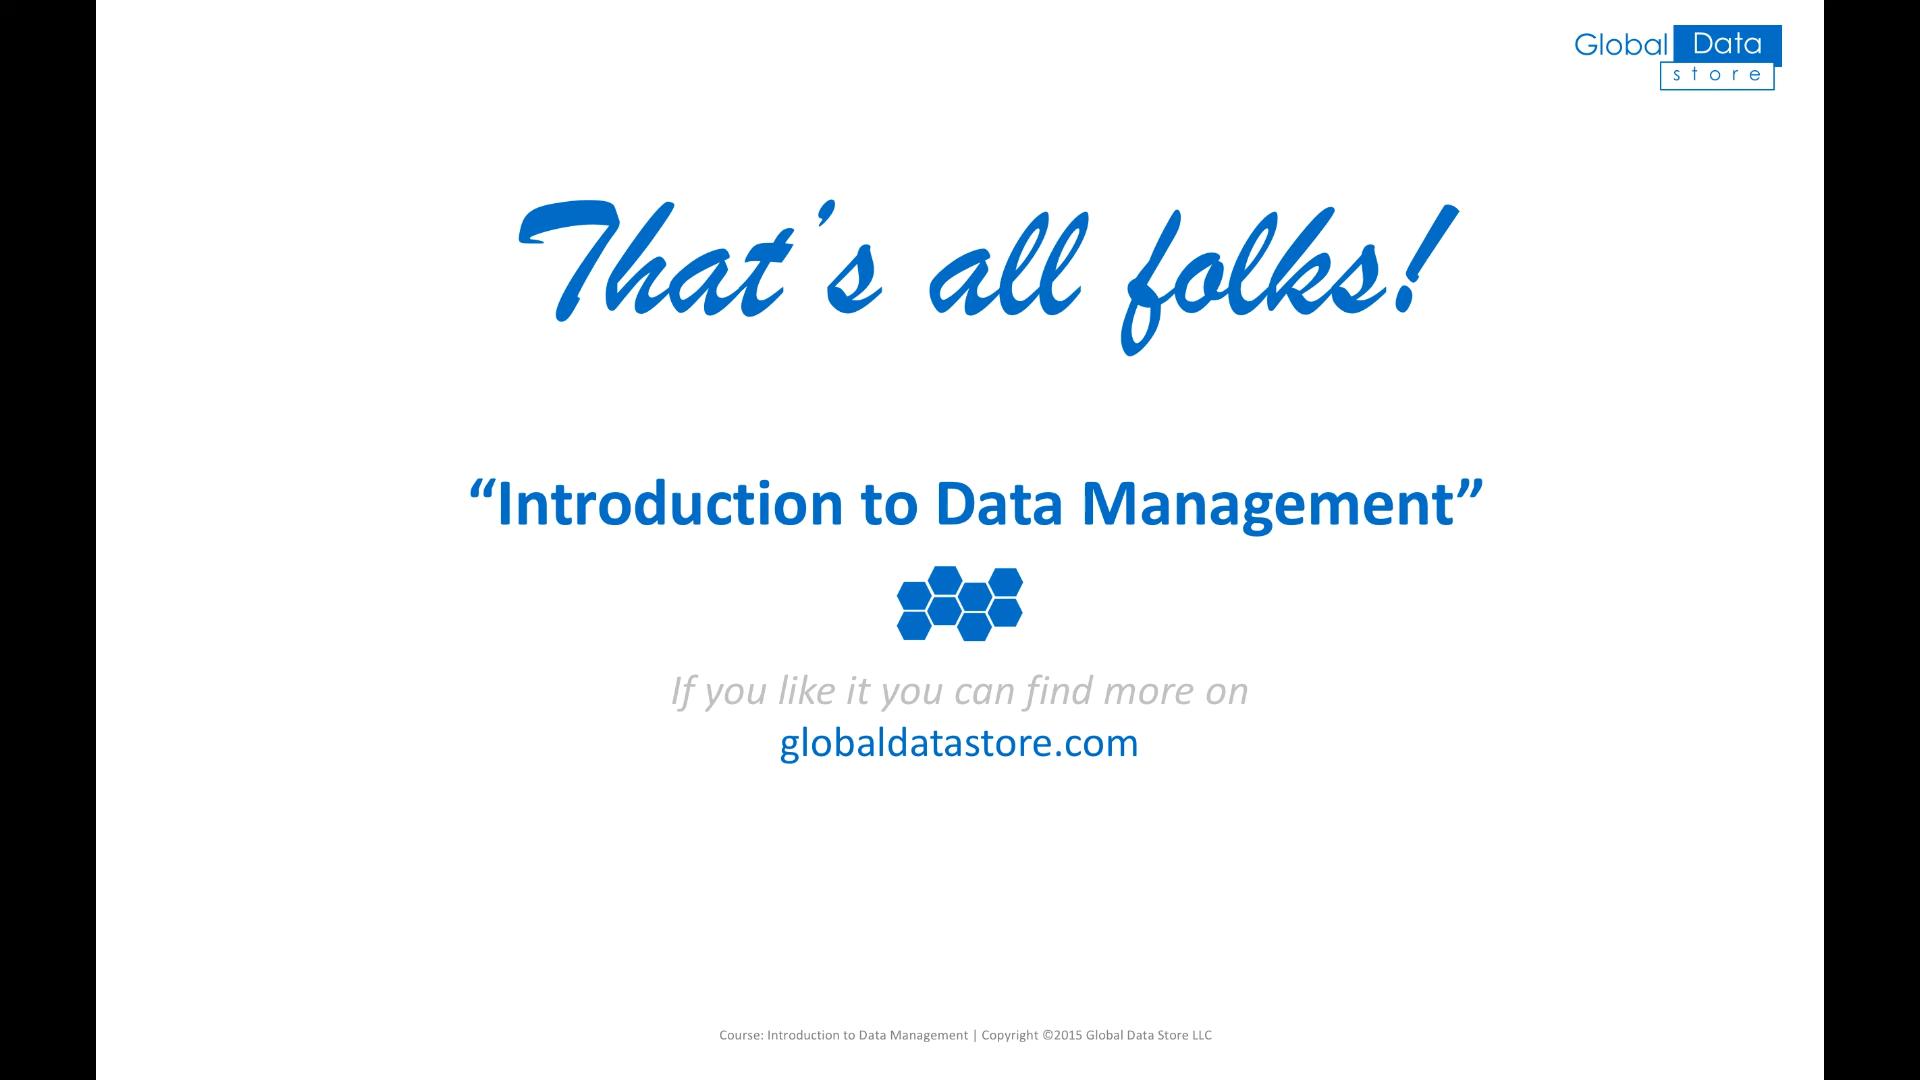 Global Data
store
That's all folks!
“Introduction to Data Management”
If you like it you can find more on
globaldatastore.com
Course: Introduction to Data Management | Copyright ©2015 Global Data Store LLC